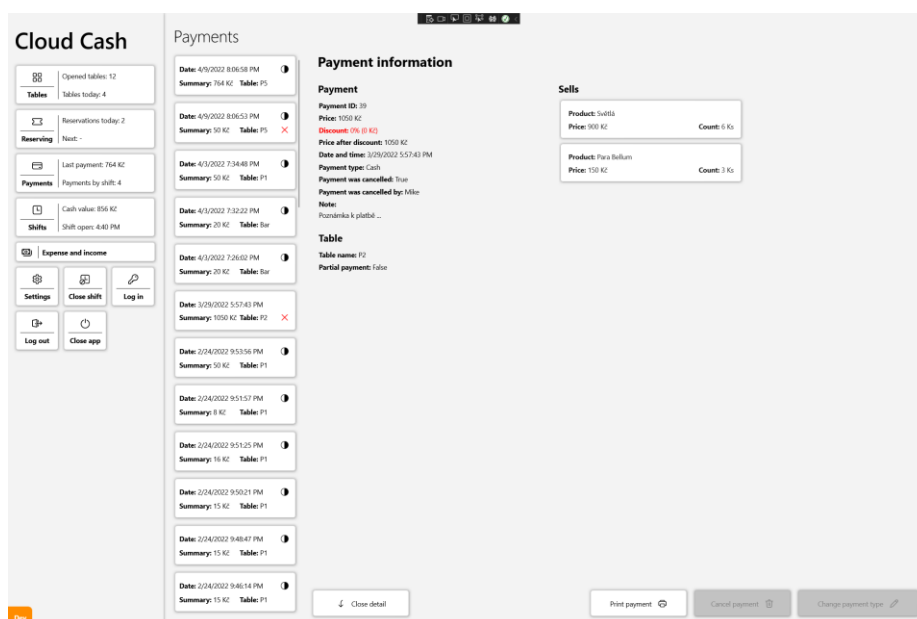 Cloud Cash
Tables
Opened tables: 12
Tables today: 4
Reserving
Reservations today: 2
Next: -
Payments
Last payment: 764 Kč
Payments by shift: 4
Shifts
Cash value: 856 Kč
Shift open: 4:40 PM
Expense and income
Settings
Close shift
Log in
Log out
Close app
Payments
Date: 4/9/2022 8:06:58 PM
Summary: 764 Kč Table: P5
Date: 4/9/2022 8:06:53 PM
Summary: 50 Kč Table: P5
Date: 4/3/2022 7:34:48 PM
Summary: 50 Kč Table: P1
Date: 4/3/2022 7:32:22 PM
Summary: 20 Kč Table: Bar
Date: 4/3/2022 7:26:02 PM
Summary: 20 Kč Table: Bar
Date: 3/29/2022 5:57:43 PM
Summary: 1050 Kč Table: P2
Date: 2/24/2022 9:53:56 PM
Summary: 50 Kč Table: P1
Date: 2/24/2022 9:51:57 PM
Summary: 8 Kč Table: P1
Date: 2/24/2022 9:51:25 PM
Summary: 16 Kč Table: P1
Date: 2/24/2022 9:50:21 PM
Summary: 15 Kč Table: P1
Date: 2/24/2022 9:48:47 PM
Summary: 15 Kč Table: P1
Date: 2/24/2022 9:46:14 PM
Summary: 15 Kč Table: P1
Payment information
Payment
Payment ID: 39
Price: 1050 Kč
Discount: 0% (0 Kč)
Price after discount: 1050 Kč
Date and time: 3/29/2022 5:57:43 PM
Payment type: Cash
Payment was cancelled: True
Payment was cancelled by: Mike
Note:
Poznámka k platbě ...
Table
Table name: P2
Partial payment: False
Sells
Product: Světlá
Price: 900 Kč Count: 6 Ks
Product: Para Bellum
Price: 150 Kč Count: 3 Ks
Close detail
Print payment
Cancel payment
Change payment type